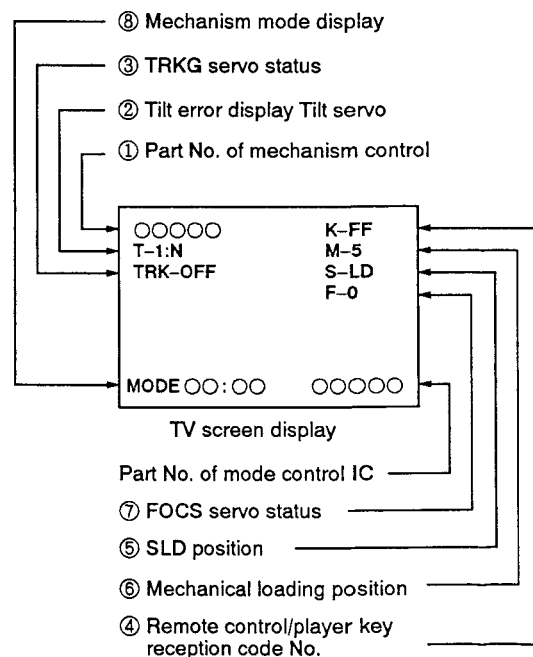 ⑧ Mechanism mode display
③ TRKG servo status
② Tilt error display Tilt servo
① Part No. of mechanism control
○○○○○ K–FF
T–1:N M–5
TRK–OFF S–LD
F–0
MODE ○○:○○ ○○○○○
TV screen display
Part No. of mode control IC
⑦ FOCS servo status
⑤ SLD position
⑥ Mechanical loading position
④ Remote control/player key
reception code No.